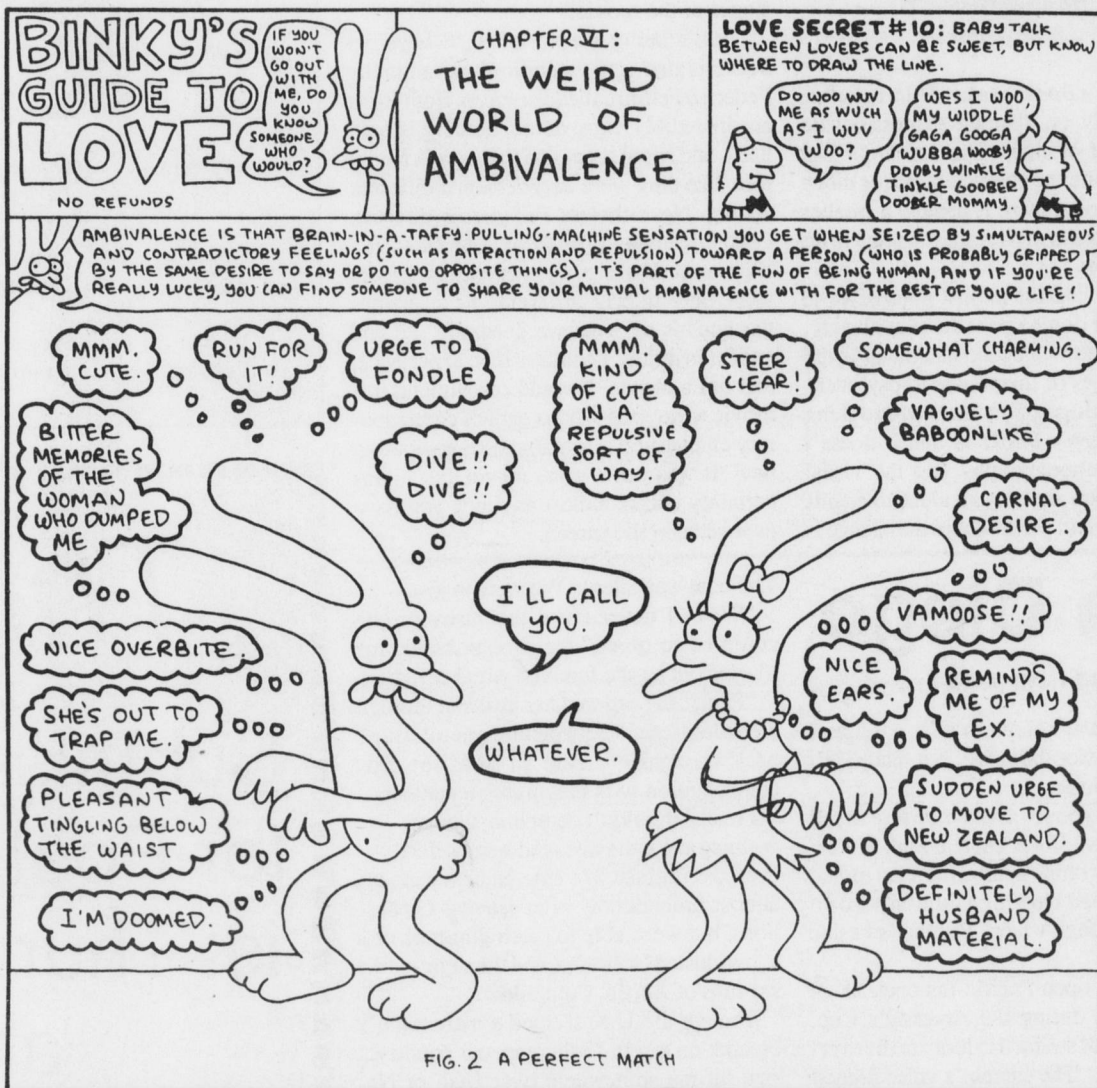 BINKY'S
GUIDE TO
LOVE
NO REFUNDS
IF YOU
WON'T
GO OUT
WITH
ME, DO
YOU
KNOW
SOMEONE
WHO
WOULD?
CHAPTER VI:
THE WEIRD
WORLD OF
AMBIVALENCE
LOVE SECRET #10: BABY TALK
BETWEEN LOVERS CAN BE SWEET, BUT KNOW
WHERE TO DRAW THE LINE.
DO WOO WUV
ME AS WUCH
AS I WUV
WOO?
WES I WOO,
MY WIDDLE
GAGA GOOGA
WUBBA WOOBY
DOOBY WINKLE
TINKLE GOOBER
DOOBER MOMMY.
AMBIVALENCE IS THAT BRAIN-IN-A-TAFFY-PULLING-MACHINE SENSATION YOU GET WHEN SEIZED BY SIMULTANEOUS
AND CONTRADICTORY FEELINGS (SUCH AS ATTRACTION AND REPULSION) TOWARD A PERSON (WHO IS PROBABLY GRIPPED
BY THE SAME DESIRE TO SAY OR DO TWO OPPOSITE THINGS). IT'S PART OF THE FUN OF BEING HUMAN, AND IF YOU'RE
REALLY LUCKY, YOU CAN FIND SOMEONE TO SHARE YOUR MUTUAL AMBIVALENCE WITH FOR THE REST OF YOUR LIFE!
MMM.
CUTE.
RUN FOR
IT!
URGE TO
FONDLE
BITTER
MEMORIES
OF THE
WOMAN
WHO DUMPED
ME
DIVE!!
DIVE!!
NICE OVERBITE.
SHE'S OUT TO
TRAP ME.
PLEASANT
TINGLING BELOW
THE WAIST
I'M DOOMED.
I'LL CALL
YOU.
WHATEVER.
MMM.
KIND
OF CUTE
IN A
REPULSIVE
SORT OF
WAY.
STEER
CLEAR!
SOMEWHAT CHARMING.
VAGUELY
BABOONLIKE.
CARNAL
DESIRE.
VAMOOSE!!
NICE
EARS.
REMINDS
ME OF MY
EX.
SUDDEN URGE
TO MOVE TO
NEW ZEALAND.
DEFINITELY
HUSBAND
MATERIAL.
FIG. 2 A PERFECT MATCH